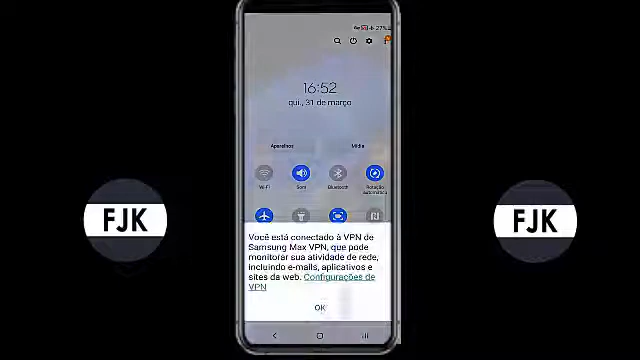 27%
16:52
qui., 31 de março
Aparelhos
Mídia
Wi-Fi
Som
Bluetooth
Rotação
automática
FJK
FJK
Você está conectado à VPN de
Samsung Max VPN, que pode
monitorar sua atividade de rede,
incluindo e-mails, aplicativos e
sites da web. Configurações de
VPN
OK